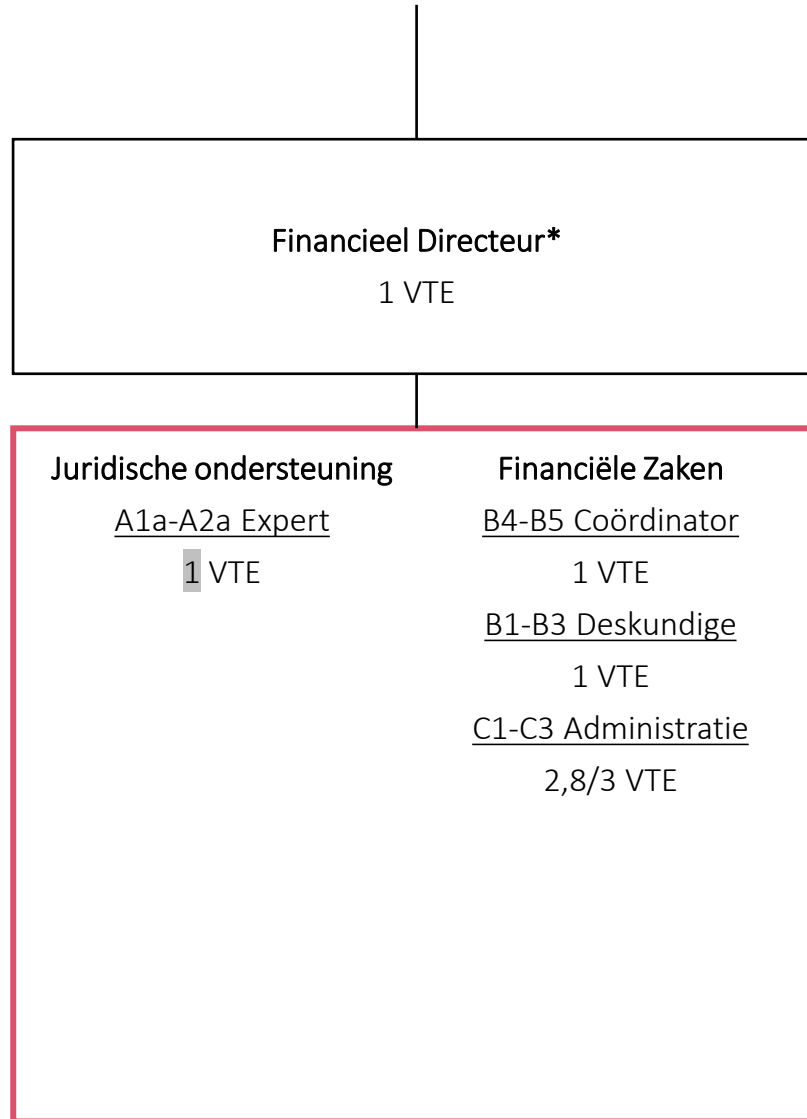 Financieel Directeur*
1 VTE
Juridische ondersteuning
A1a-A2a Expert
1 VTE
Financiële Zaken
B4-B5 Coördinator
1 VTE
B1-B3 Deskundige
1 VTE
C1-C3 Administratie
2,8/3 VTE